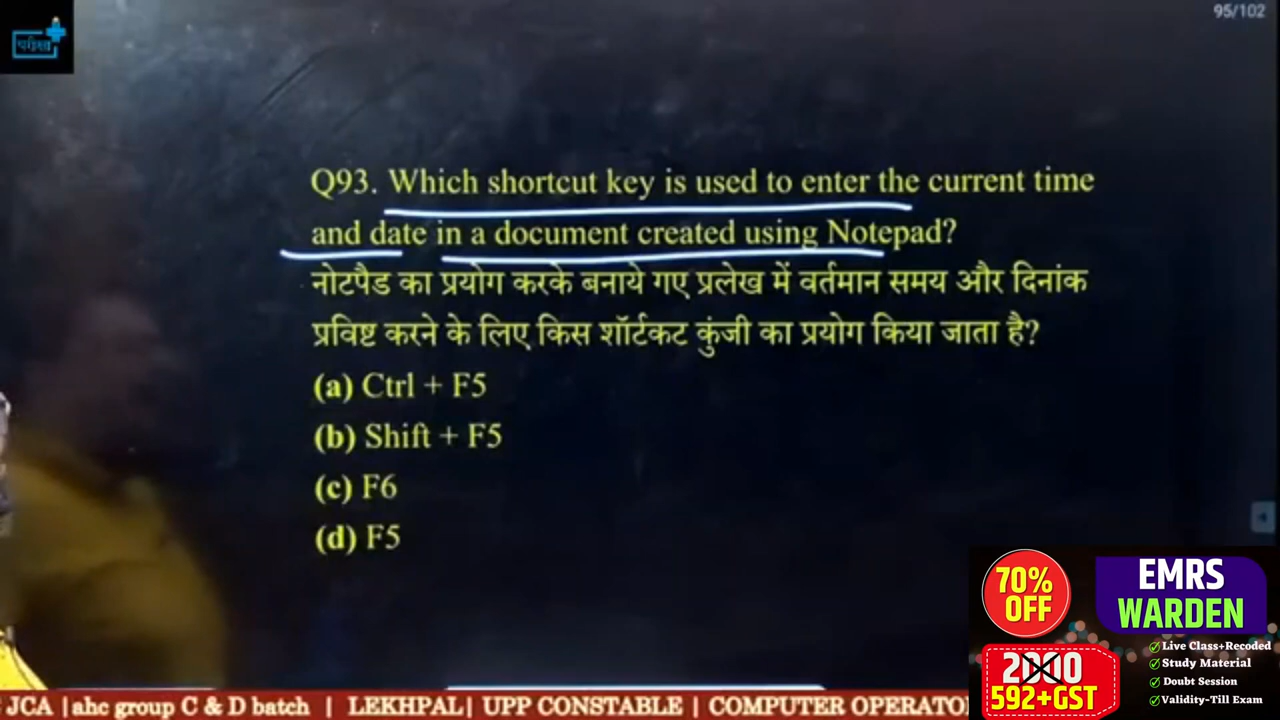 95/102
परीक्षा
Q93. Which shortcut key is used to enter the current time
and date in a document created using Notepad?
नोटपैड का प्रयोग करके बनाये गए प्रलेख में वर्तमान समय और दिनांक
प्रविष्ट करने के लिए किस शॉर्टकट कुंजी का प्रयोग किया जाता है?
(a) Ctrl + F5
(b) Shift + F5
(c) F6
(d) F5
70%
OFF
EMRS
WARDEN
2000
592+GST
Live Class+Recoded
Study Material
Doubt Session
Validity-Till Exam
JCA |ahc group C & D batch | LEKHPAL| UPP CONSTABLE | COMPUTER OPERATO